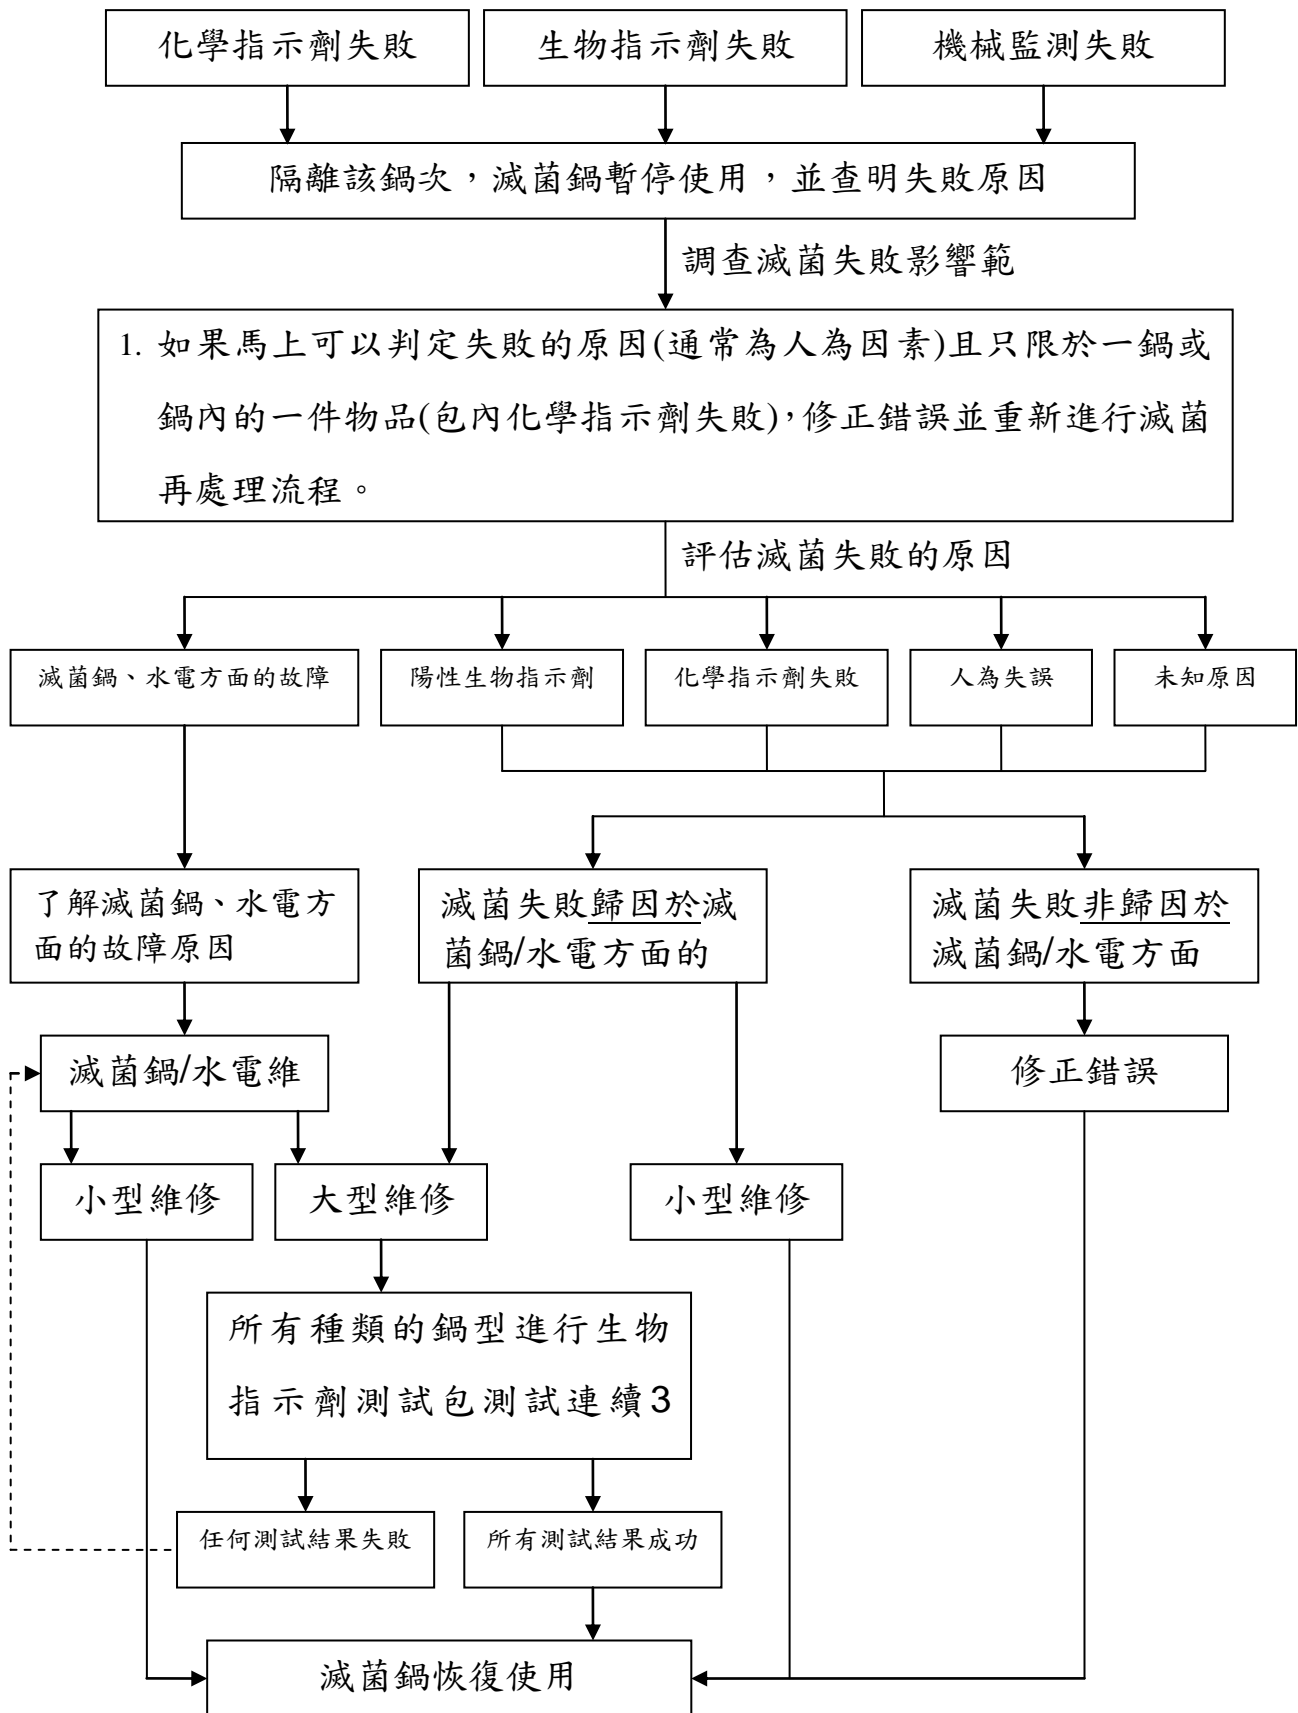 化學指示劑失敗
生物指示劑失敗
機械監測失敗
隔離該鍋次，滅菌鍋暫停使用，並查明失敗原因
調查滅菌失敗影響範
1. 如果馬上可以判定失敗的原因(通常為人為因素)且只限於一鍋或
鍋內的一件物品(包內化學指示劑失敗)，修正錯誤並重新進行滅菌
再處理流程。
評估滅菌失敗的原因
滅菌鍋、水電方面的故障
陽性生物指示劑
化學指示劑失敗
人為失誤
未知原因
了解滅菌鍋、水電方
面的故障原因
滅菌失敗歸因於滅
菌鍋/水電方面的
滅菌失敗非歸因於
滅菌鍋/水電方面
滅菌鍋/水電維
修正錯誤
小型維修
大型維修
小型維修
所有種類的鍋型進行生物
指示劑測試包測試連續3
任何測試結果失敗
所有測試結果成功
滅菌鍋恢復使用